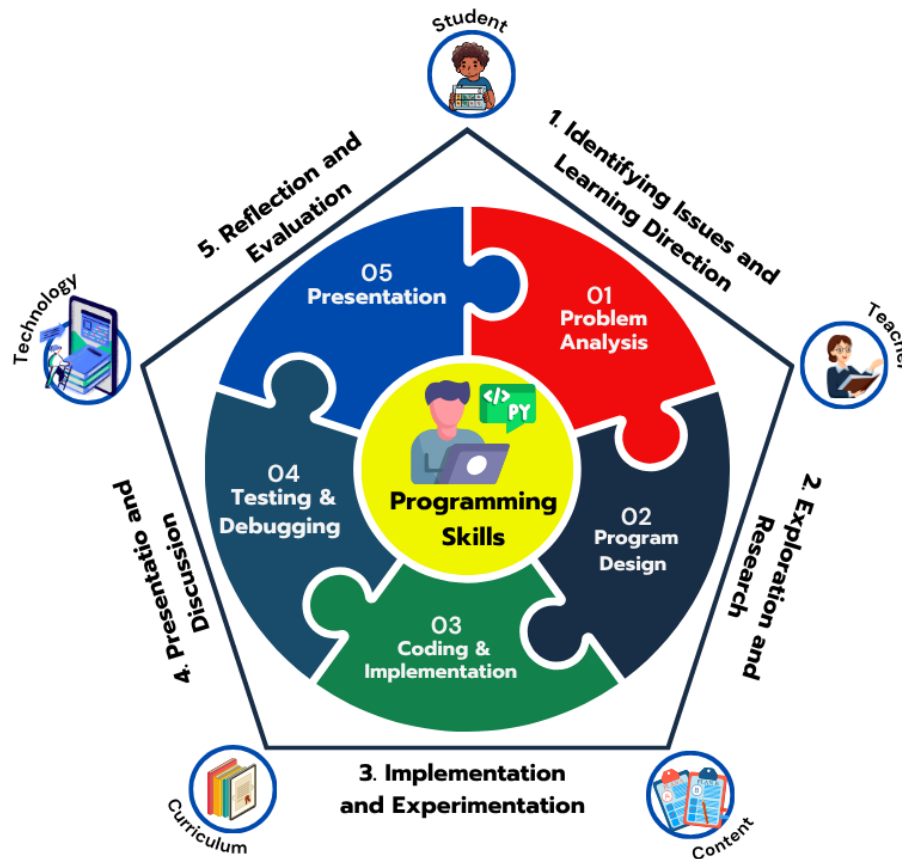 Student
1. Identifying Issues and
Learning Direction
Teacher
2. Exploration and
Research
Content
3. Implementation
and Experimentation
Curriculum
4. Presentatio and
Discussion
Technology
5. Reflection and
Evaluation
01
Problem
Analysis
02
Program
Design
03
Coding &
Implementation
04
Testing &
Debugging
05
Presentation
</> PY
Programming
Skills